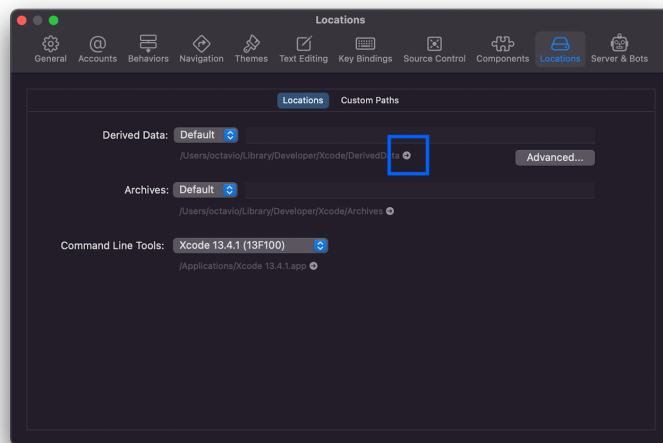 Locations
General Accounts Behaviors Navigation Themes Text Editing Key Bindings Source Control Components Locations Server & Bots
Locations Custom Paths
Derived Data: Default
/Users/octavio/Library/Developer/Xcode/DerivedData
Advanced...
Archives: Default
/Users/octavio/Library/Developer/Xcode/Archives
Command Line Tools: Xcode 13.4.1 (13F100)
/Applications/Xcode 13.4.1.app